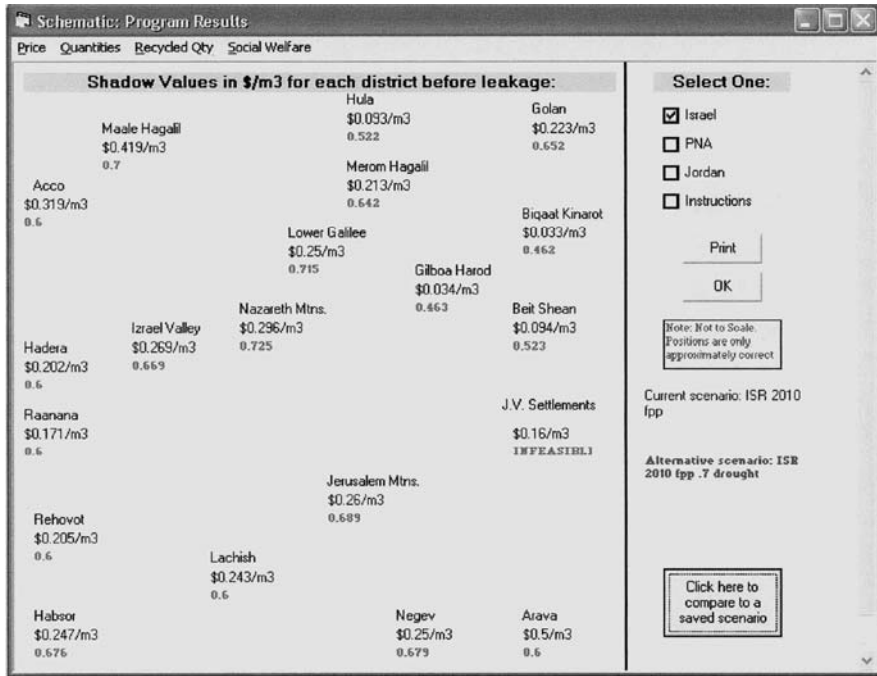 Schematic: Program Results
Price Quantities Recycled Qty Social Welfare
Shadow Values in $/m3 for each district before leakage:
Hula
$0.093/m3
0.522
Golan
$0.223/m3
0.652
Maale Hagalil
$0.419/m3
0.7
Merom Hagalil
$0.213/m3
0.642
Acco
$0.319/m3
0.6
Biqaat Kinarot
$0.033/m3
0.462
Lower Galilee
$0.25/m3
0.715
Gilboa Harod
$0.034/m3
0.463
Nazareth Mtns.
$0.296/m3
0.725
Beit Shean
$0.094/m3
0.523
Izrael Valley
$0.269/m3
0.669
Hadera
$0.202/m3
0.6
J.V. Settlements
$0.16/m3
INFEASIBL]
Raanana
$0.171/m3
0.6
Jerusalem Mtns.
$0.26/m3
0.689
Rehovot
$0.205/m3
0.6
Lachish
$0.243/m3
0.6
Habsor
$0.247/m3
0.676
Negev
$0.25/m3
0.679
Arava
$0.5/m3
0.6
Select One:
Israel
PNA
Jordan
Instructions
Print
OK
Note: Not to Scale.
Positions are only
approximately correct
Current scenario: ISR 2010
fpp
Alternative scenario: ISR
2010 fpp .7 drought
Click here to
compare to a
saved scenario